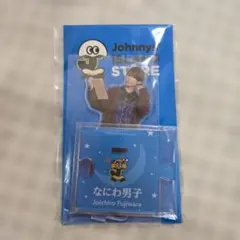 Johnnys'
STORE
なにわ男子
Joichiro Fujiwara